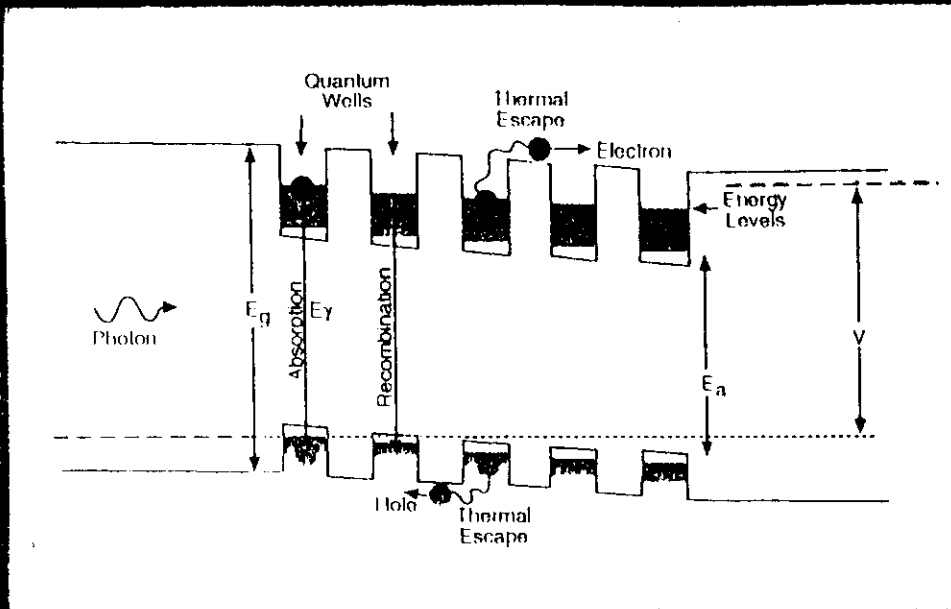 Quantum
Wells
Thermal
Escape
Electron
Energy
Levels
Photon
Eg
Absorption
Eγ
Recombination
Ea
V
Hole
Thermal
Escape